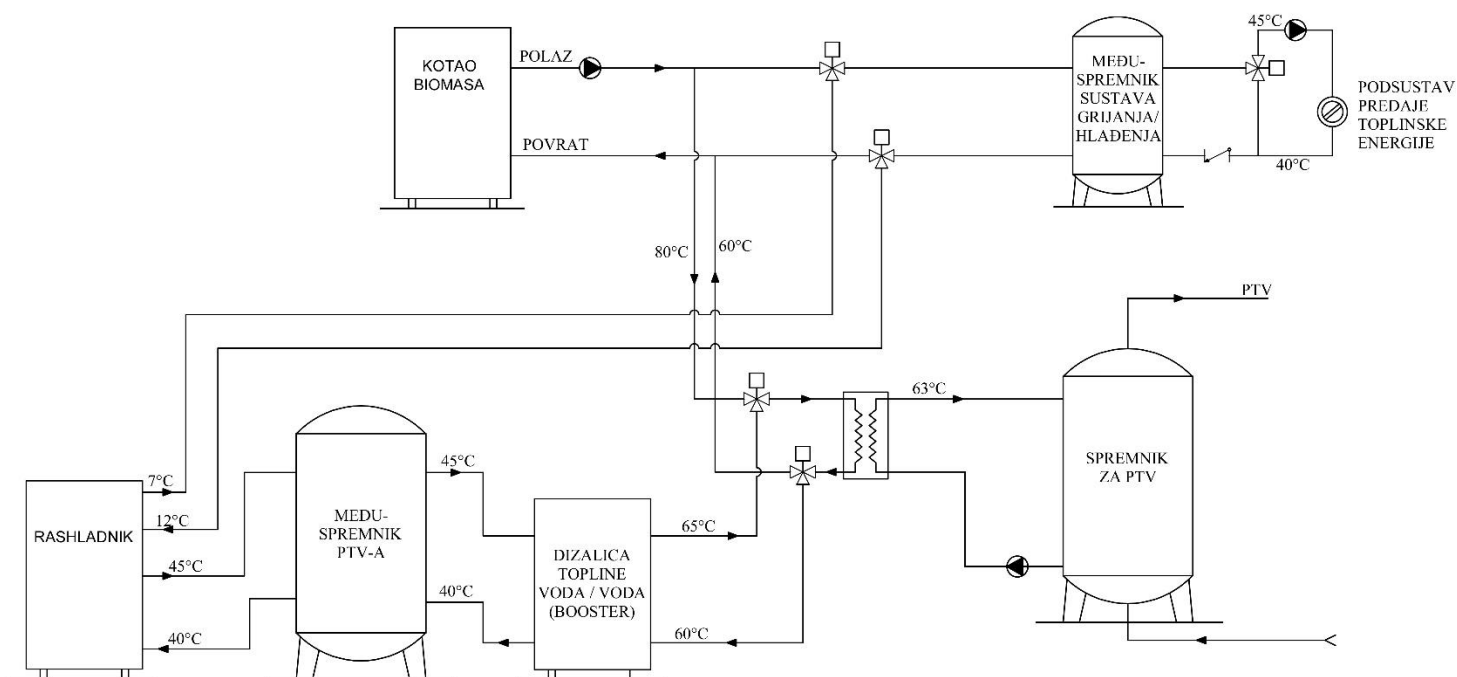 45°C
KOTAO
BIOMASA
POLAZ
POVRAT
MEĐU-
SPREMNIK
SUSTAVA
GRIJANJA/
HLAĐENJA
PODSUSTAV
PREDAJE
TOPLINSKE
ENERGIJE
40°C
80°C
60°C
PTV
63°C
SPREMNIK
ZA PTV
7°C
12°C
45°C
40°C
RASHLADNIK
MEĐU-
SPREMNIK
PTV-A
45°C
40°C
DIZALICA
TOPLINE
VODA / VODA
(BOOSTER)
65°C
60°C